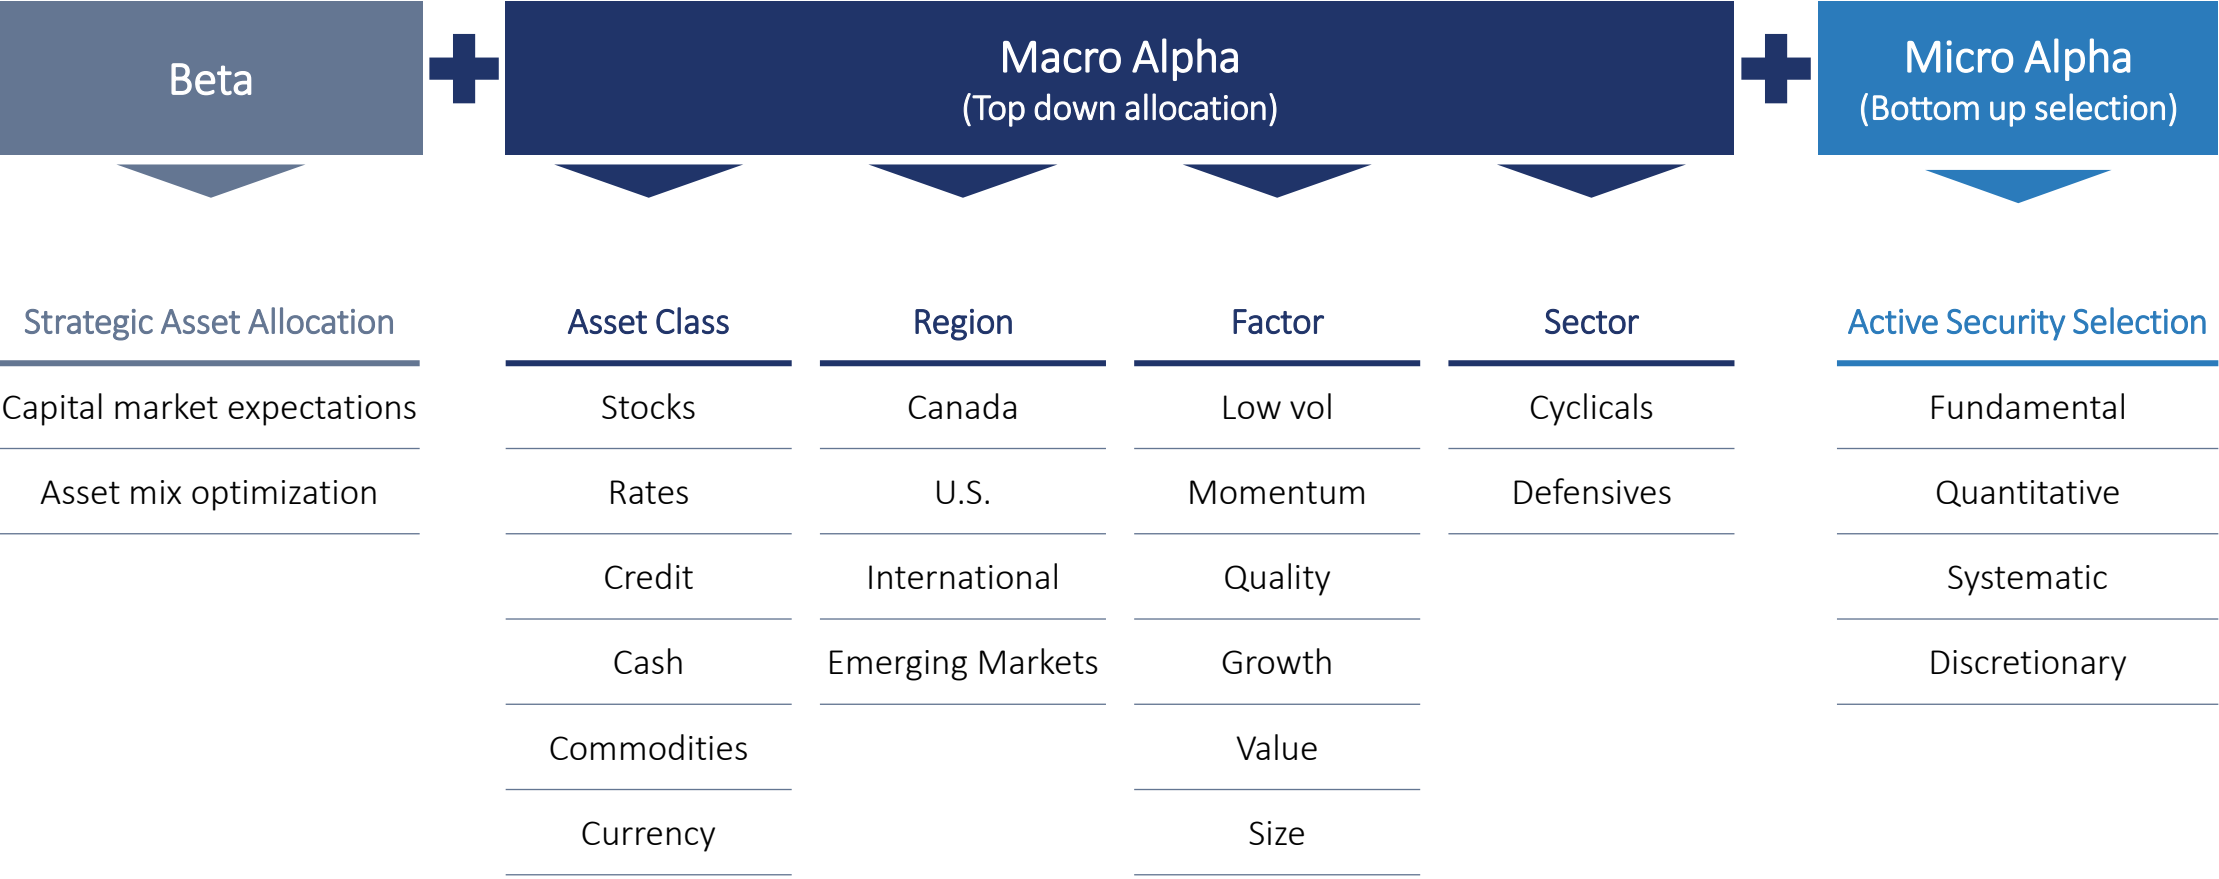 Beta
Macro Alpha
(Top down allocation)
Micro Alpha
(Bottom up selection)
Strategic Asset Allocation
Capital market expectations
Asset mix optimization
Asset Class
Stocks
Rates
Credit
Cash
Commodities
Currency
Region
Canada
U.S.
International
Emerging Markets
Factor
Low vol
Momentum
Quality
Growth
Value
Size
Sector
Cyclicals
Defensives
Active Security Selection
Fundamental
Quantitative
Systematic
Discretionary